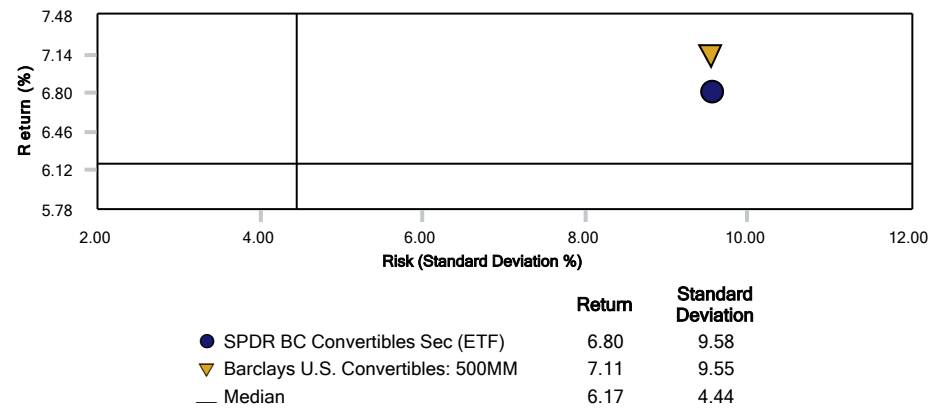 7.48
7.14
6.80
6.46
6.12
5.78
Return (%)
2.00 4.00 6.00 8.00 10.00 12.00
Risk (Standard Deviation %)
Return Standard Deviation
SPDR BC Convertibles Sec (ETF) 6.80 9.58
Barclays U.S. Convertibles: 500MM 7.11 9.55
Median 6.17 4.44